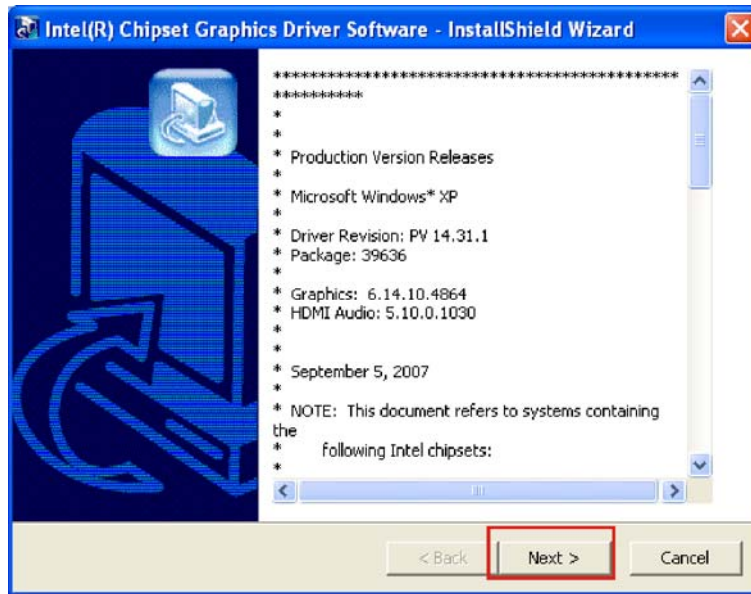 Intel(R) Chipset Graphics Driver Software - InstallShield Wizard
*********************************************
**********
*
*
* Production Version Releases
*
* Microsoft Windows* XP
*
* Driver Revision: PV 14.31.1
* Package: 39636
*
* Graphics: 6.14.10.4864
* HDMI Audio: 5.10.0.1030
*
*
* September 5, 2007
*
* NOTE: This document refers to systems containing
the
* following Intel chipsets:
*
< Back
Next >
Cancel